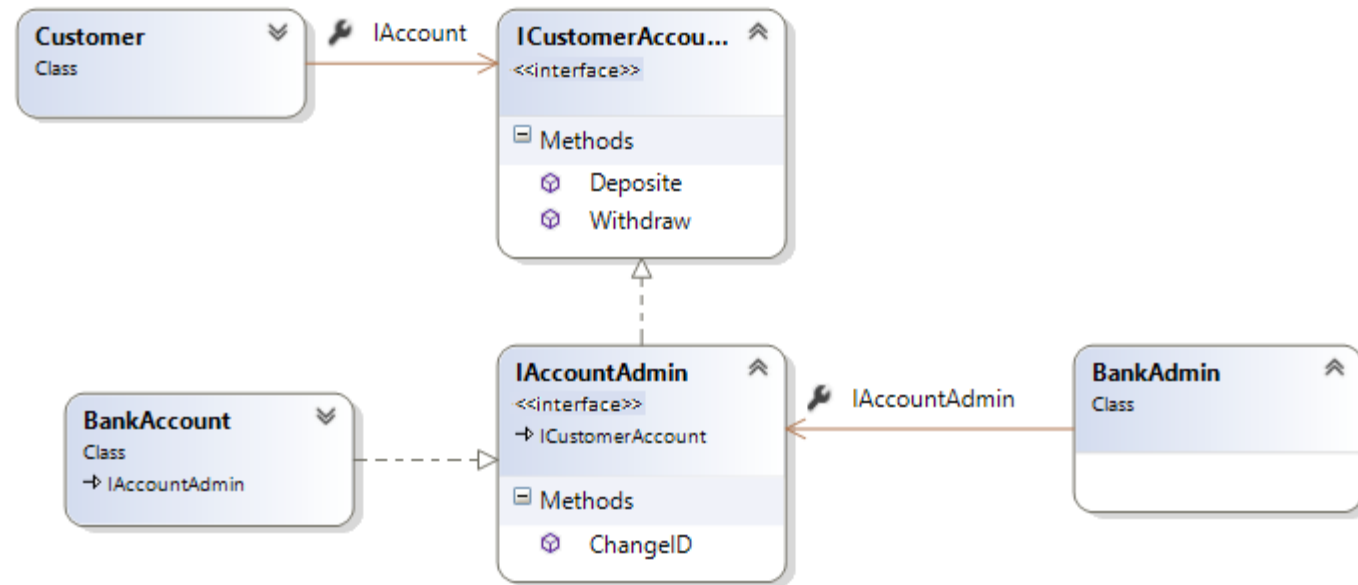 Customer
Class
IAccount
ICustomerAccou...
<<interface>>
Methods
Deposite
Withdraw
BankAccount
Class
IAccountAdmin
IAccountAdmin
<<interface>>
ICustomerAccount
Methods
ChangeID
IAccountAdmin
BankAdmin
Class